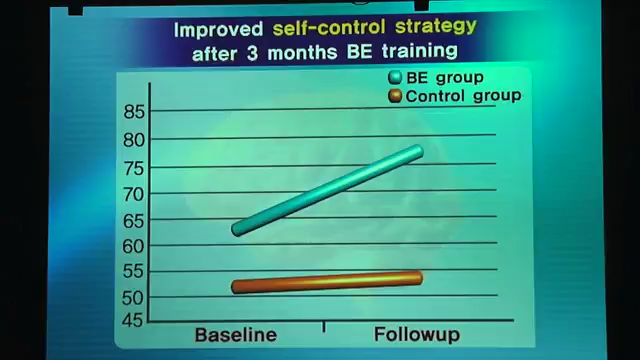 Improved self-control strategy
after 3 months BE training
BE group
Control group
85
80
75
70
65
60
55
50
45
Baseline
Followup